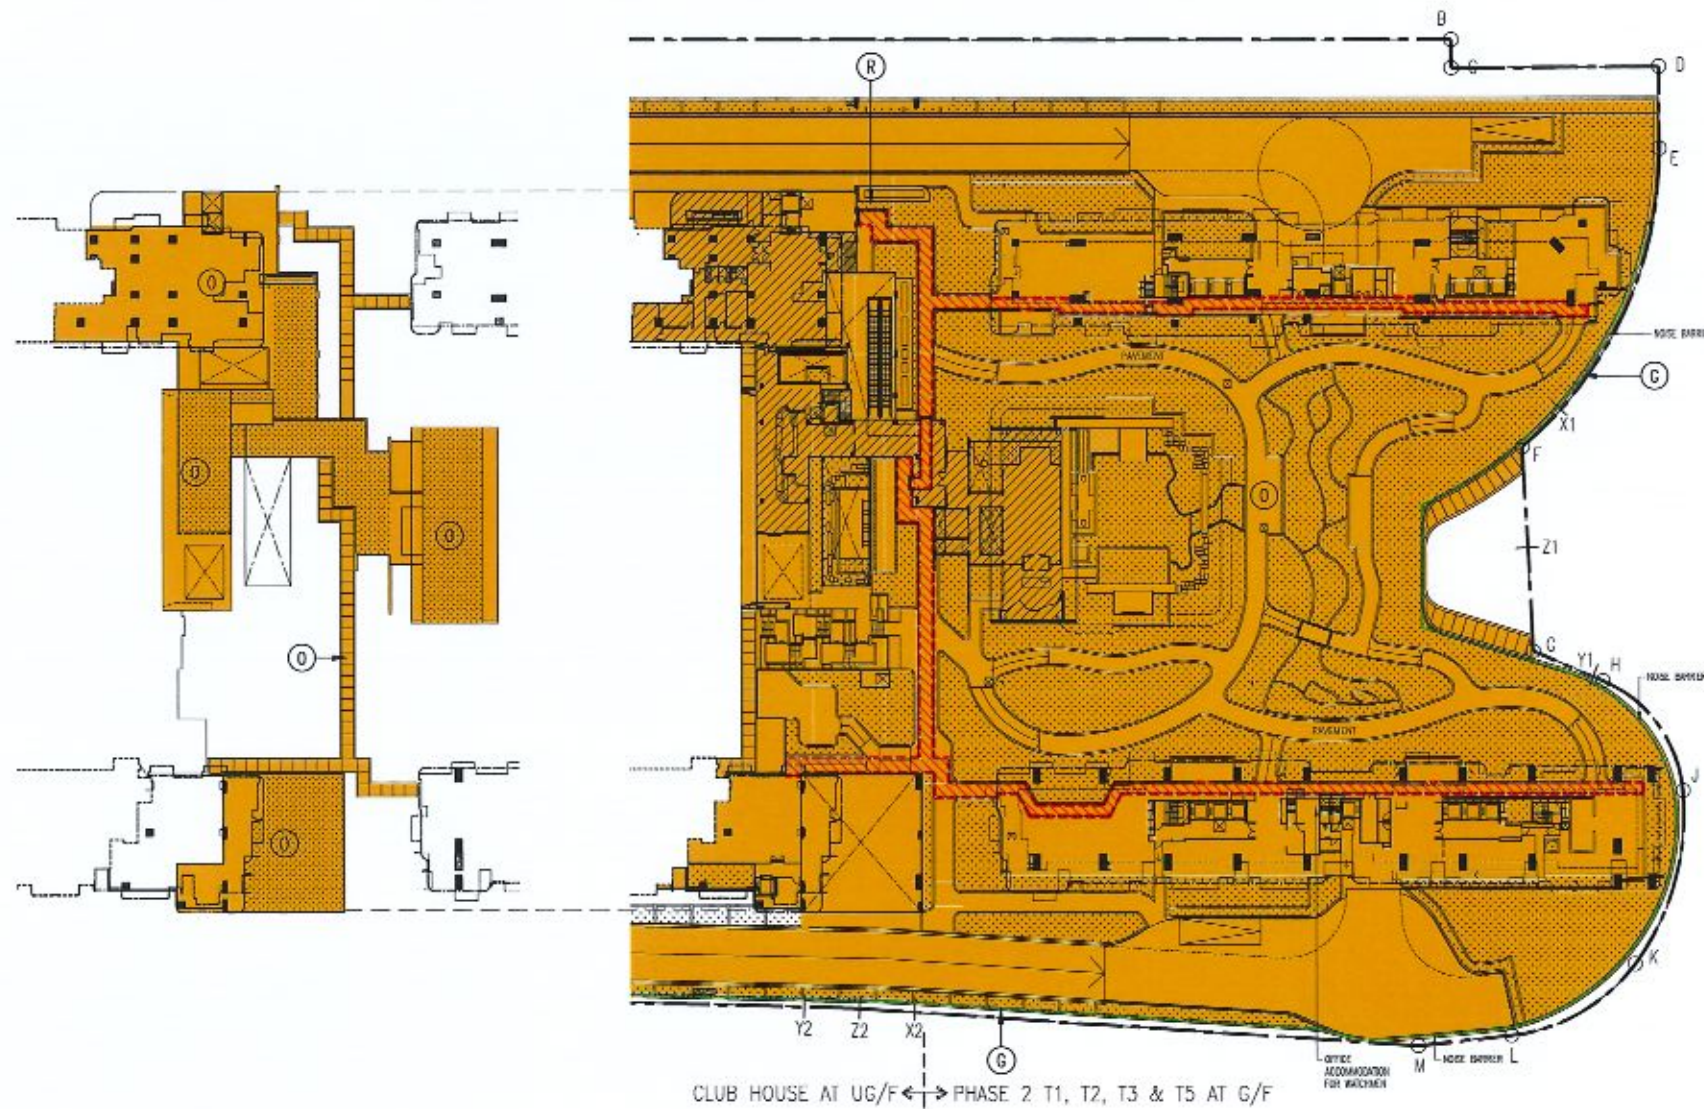 B
C
D
R
E
NOISE BARRI
G
X1
F
PAVEMENT
O
O
O
O
Z1
G
Y1
H
NOISE BARRIER
O
PAVEMENT
J
O
K
Y2
Z2
X2
G
OFFICE
ACCOMMODATION
FOR WATCHMEN
NOISE BARRIER
M
L
CLUB HOUSE AT UG/F
PHASE 2 T1, T2, T3 & T5 AT G/F